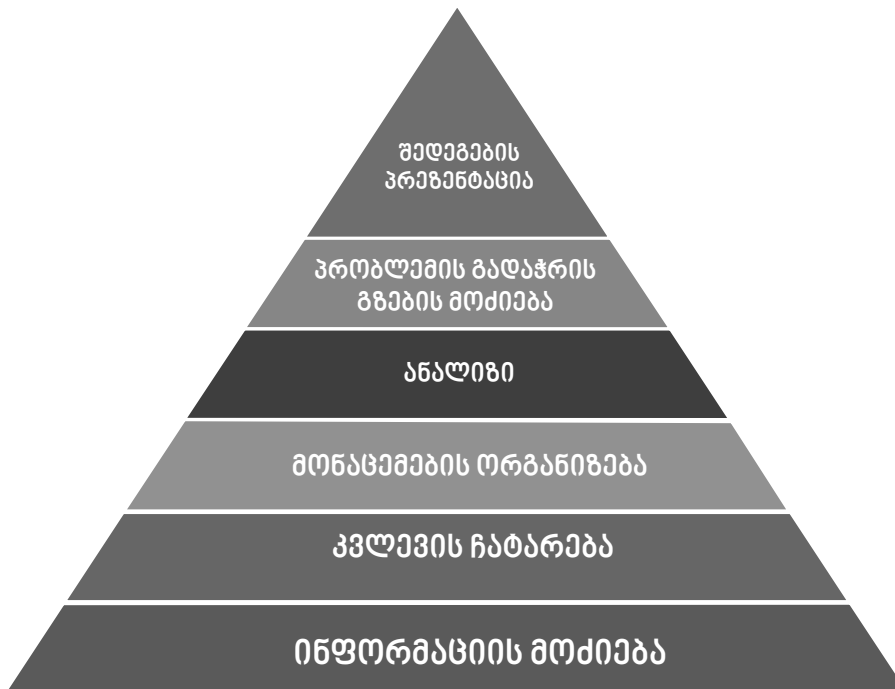 შედეგების
პრეზენტაცია
პრობლემის გადაჭრის
გზების მოძიება
ანალიზი
მონაცემების ორგანიზება
კვლევის ჩატარება
ინფორმაციის მოძიება